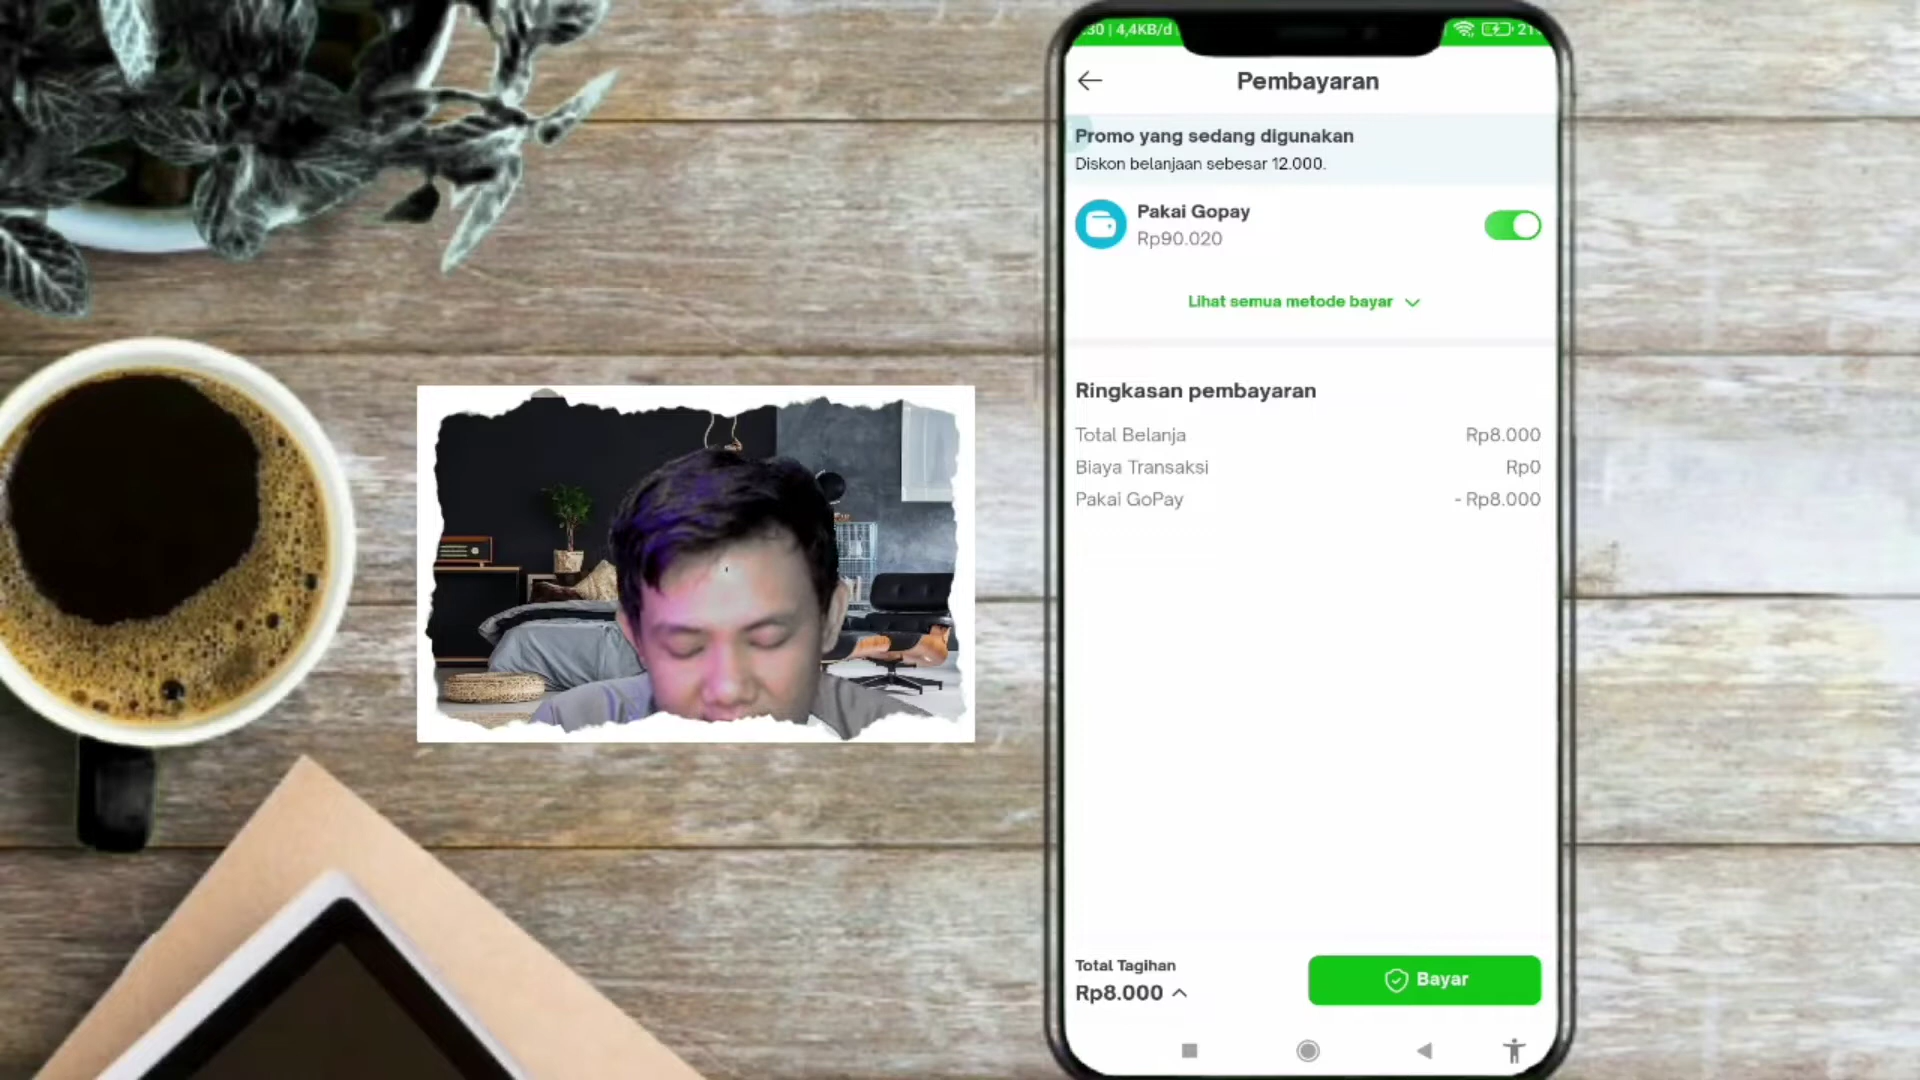 30 | 4,4KB/d
Pembayaran
Promo yang sedang digunakan
Diskon belanjaan sebesar 12.000.
Pakai Gopay
Rp90.020
Lihat semua metode bayar
Ringkasan pembayaran
Total Belanja Rp8.000
Biaya Transaksi Rp0
Pakai GoPay - Rp8.000
Total Tagihan
Rp8.000
Bayar